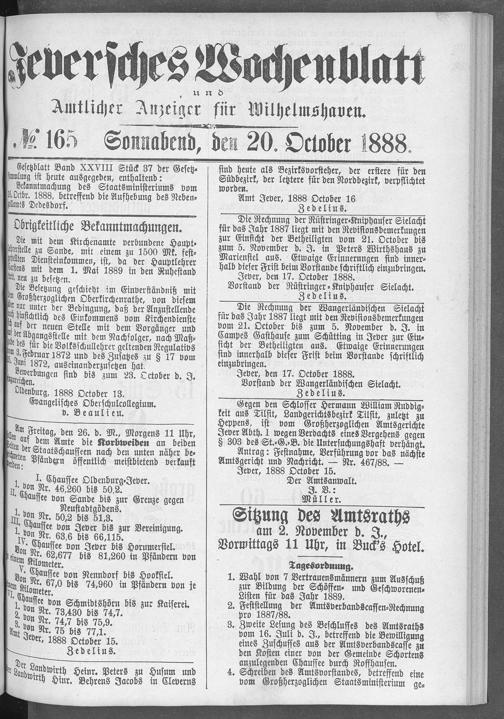 Jeversches Wochenblatt
und
Amtlicher Anzeiger für Wilhelmshaven.
№ 165 Sonnabend, den 20. October 1888.
Gesetzblatt Band XXVIII Stück 37 der Gesetz-
sammlung ist heute ausgegeben, enthaltend:
Bekanntmachung des Staatsministeriums vom
Octbr. 1888, betreffend die Aufhebung des Neben-
zollamts Dedesdorf.
Obrigkeitliche Bekanntmachungen.
Die mit dem Kirchenamte verbundene Haupt-
lehrerstelle zu Sande, mit einem zu 1500 Mk. fest-
gestellten Diensteinkommen, ist, da der Hauptlehrer
Garlens mit dem 1. Mai 1889 in den Ruhestand
neu zu besetzen.
Die Besetzung geschieht im Einverständniß mit
dem Großherzoglichen Oberkirchenrathe, von diesem
aber nur unter der Bedingung, daß der Anzustellende
auch hinsichtlich des Einkommens vom Kirchendienste
auf der neuen Stelle mit dem Vorgänger und
der Abgangsstelle mit dem Nachfolger, nach Maß-
gabe des für die Volksschullehrer geltenden Regulativs
vom 3. Februar 1872 und des Zusatzes zu § 17 vom
Juni 1872, auseinanderzusetzen hat.
Bewerbungen sind bis zum 23. October d. J.
einzureichen.
Oldenburg, 1888 October 13.
Evangelisches Oberschulcollegium.
v. Beaulieu.
Am Freitag, den 26. d. M., Morgens 11 Uhr,
sollen auf dem Amte die Korbweiden an beiden
Seiten der Staatschausseen nach den unten näher be-
zeichneten Pfändern öffentlich meistbietend verkauft
werden:
I. Chaussee Oldenburg-Jever.
1. von Nr. 46,260 bis 50,2.
II. Chaussee von Sande bis zur Grenze gegen
Neustadtgödens.
1. von Nr. 50,2 bis 51,3.
III. Chaussee von Jever bis zur Vereinigung.
1. von Nr. 63,6 bis 66,115.
IV. Chaussee von Jever bis Horumersiel.
Von Nr. 62,677 bis 81,260 in Pfändern von
je einem Kilometer.
V. Chaussee von Nenndorf bis Hooksiel.
Von Nr. 67,0 bis 74,960 in Pfändern von je
einem Kilometer.
VI. Chaussee von Schmidtshörn bis zur Kaiserei.
1. von Nr. 73,430 bis 74,7.
2. von Nr. 74,7 bis 75,9.
3. von Nr. 75 bis 77,1.
Amt Jever, 1888 October 15.
Zedelius.
Der Landwirth Heinr. Peters zu Husum und
der Landwirth Hinr. Behrens Jacobs in Cleverns
sind heute als Bezirksvorsteher, der erstere für den
Südbezirk, der letztere für den Nordbezirk, verpflichtet
worden.
Amt Jever, 1888 October 16
Zedelius.
Die Rechnung der Rüstringer-Kniphauser Sielacht
für das Jahr 1887 liegt mit den Revisionsbemerkungen
zur Einsicht der Betheiligten vom 21. October bis
zum 5. November d. J. in Peters Wirthshaus zu
Mariensiel aus. Etwaige Erinnerungen sind inner-
halb dieser Frist beim Vorstande schriftlich einzubringen.
Jever, den 17. October 1888.
Vorstand der Rüstringer-Kniphauser Sielacht.
Zedelius.
Die Rechnung der Wangerländischen Sielacht
für das Jahr 1887 liegt mit den Revisionsbemerkungen
vom 21. October bis zum 5. November d. J. in
Campes Gasthause zum Schütting in Jever zur Ein-
sicht der Betheiligten aus. Etwaige Erinnerungen
sind innerhalb dieser Frist beim Vorstande schriftlich
einzubringen.
Jever, den 17. October 1888.
Vorstand der Wangerländischen Sielacht.
Zedelius.
Gegen den Schlosser Hermann William Ruddig-
keit aus Tilsit, Landgerichtsbezirk Tilsit, zuletzt zu
Heppens, ist vom Großherzoglichen Amtsgerichte
Jever Abth. I wegen Verdachts eines Vergehens gegen
§ 303 des St.-G.-B. die Untersuchungshaft verhängt.
Antrag: Festnahme, Verführung vor das nächste
Amtsgericht und Nachricht. — Nr. 467/88. —
Jever, 1888 October 15.
Der Amtsanwalt.
J. V.:
Müller.
Sitzung des Amtsraths
am 2. November d. J.,
Vorwittags 11 Uhr, in Buck's Hotel.
Tagesordnung.
1. Wahl von 7 Vertrauensmännern zum Ausschuß
zur Bildung der Schöffen- und Geschworenen-
Listen für das Jahr 1889.
2. Feststellung der Amtsverbandscassen-Rechnung
pro 1887/88.
3. Zweite Lesung des Beschlusses des Amtsraths
vom 16. Juli d. J., betreffend die Bewilligung
eines Zuschusses aus der Amtsverbandscasse zu
den Kosten einer von der Gemeinde Schortens
anzulegenden Chaussee durch Roffhausen.
4. Schreiben des Amtsvorstandes, betreffend eine
vom Großherzoglichen Staatsministerium ge-